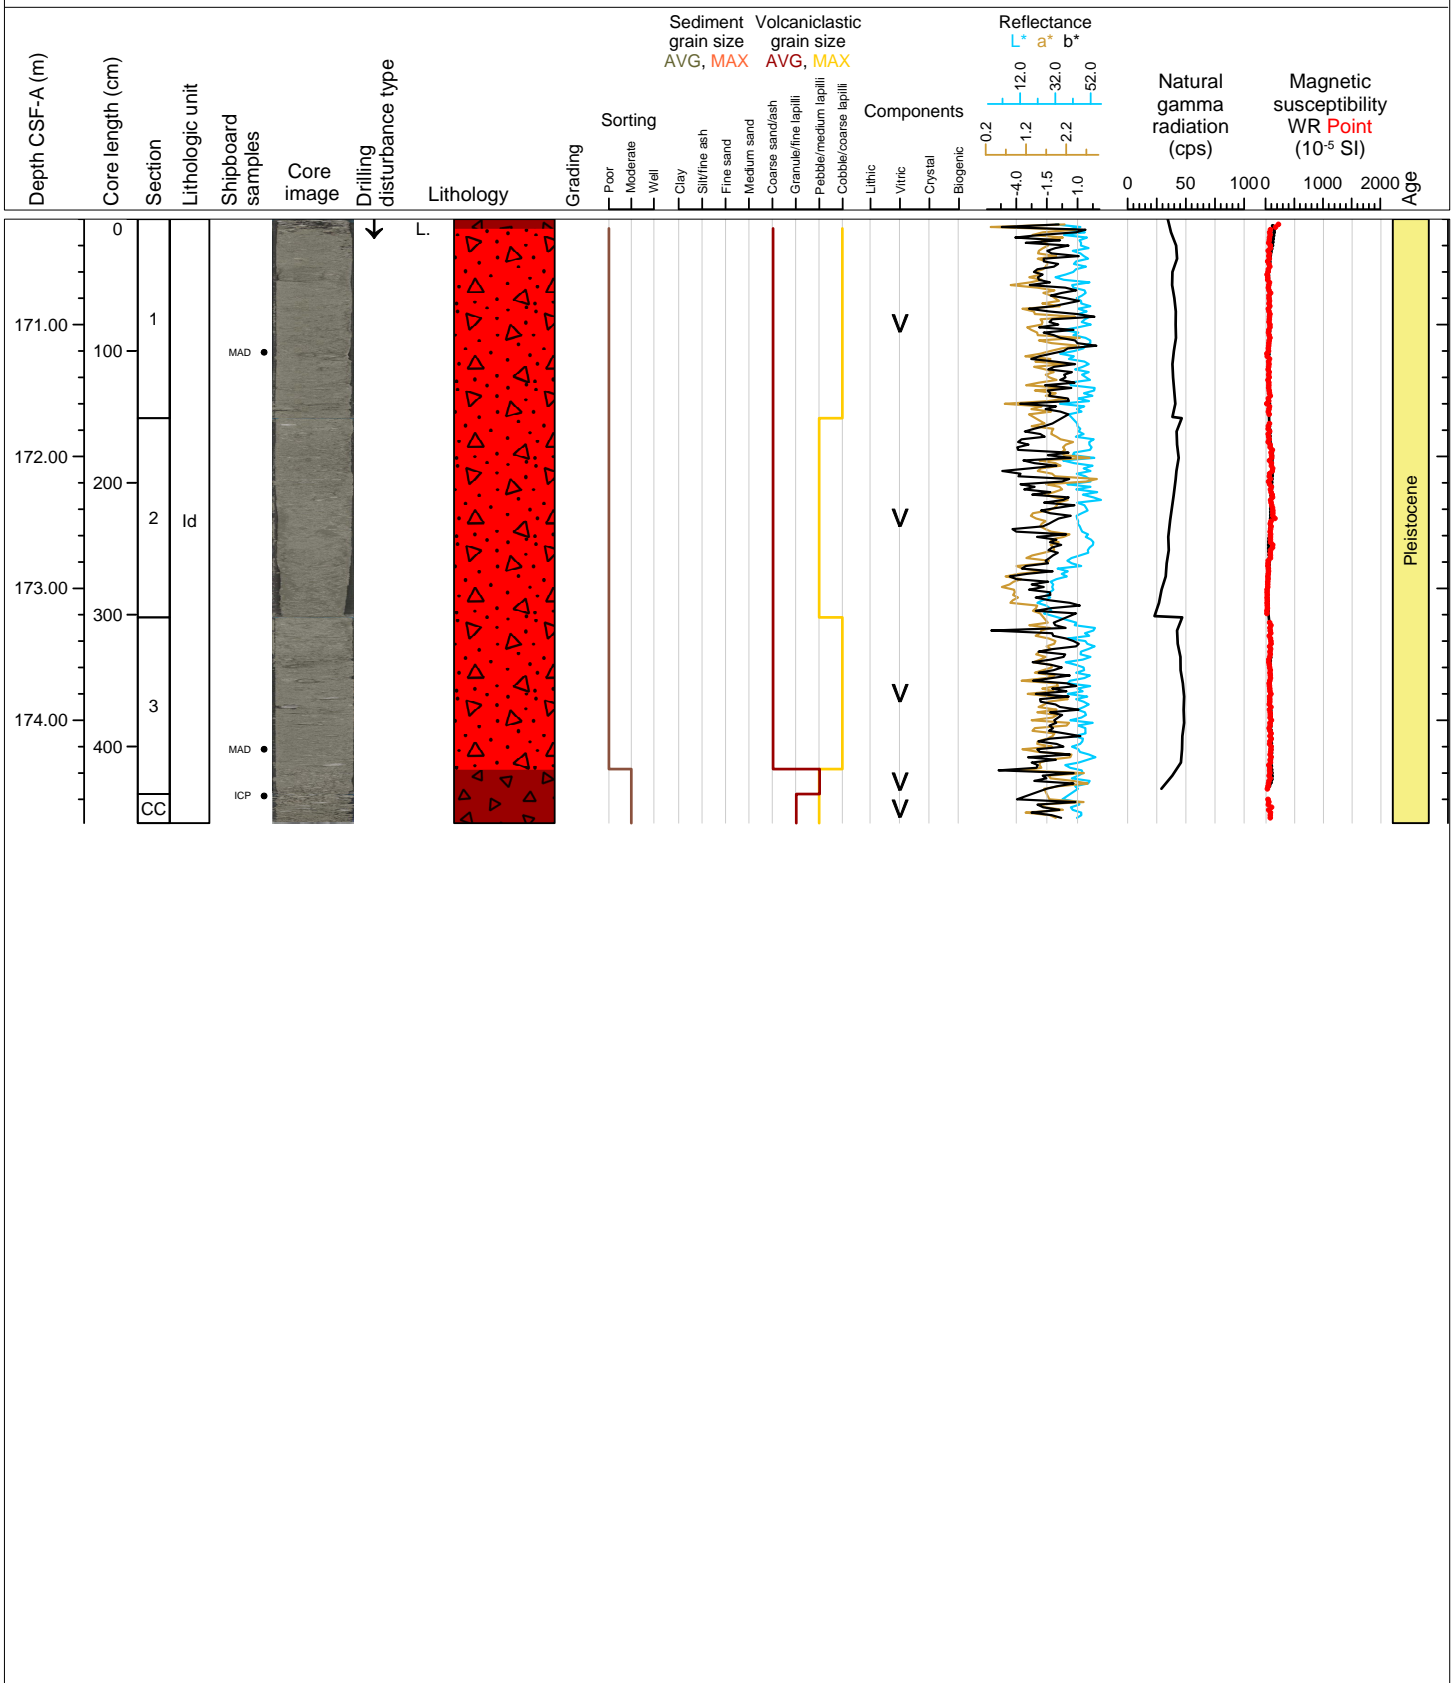 Depth CSF-A (m)
Core length (cm)
Section
Lithologic unit
Shipboard
samples
Core
image
Drilling
disturbance type
Lithology
Grading
Sorting
Poor
Moderate
Well
Sediment
grain size
AVG, MAX
Volcaniclastic
grain size
AVG, MAX
Clay
Silt/fine ash
Fine sand
Medium sand
Coarse sand/ash
Granule/fine lapilli
Pebble/medium lapilli
Cobble/coarse lapilli
Components
Lithic
Vitric
Crystal
Biogenic
Reflectance
L* a* b*
12.0 32.0 52.0
0.2 1.2 2.2
-4.0 -1.5 1.0
Natural
gamma
radiation
(cps)
0 50 100
Magnetic
susceptibility
WR Point
(10-5 SI)
0 1000 2000
Age
0
L.
1
171.00
V
100
MAD
172.00
200
2
Id
V
Pleistocene
173.00
300
V
3
174.00
400
MAD
V
ICP
CC
V